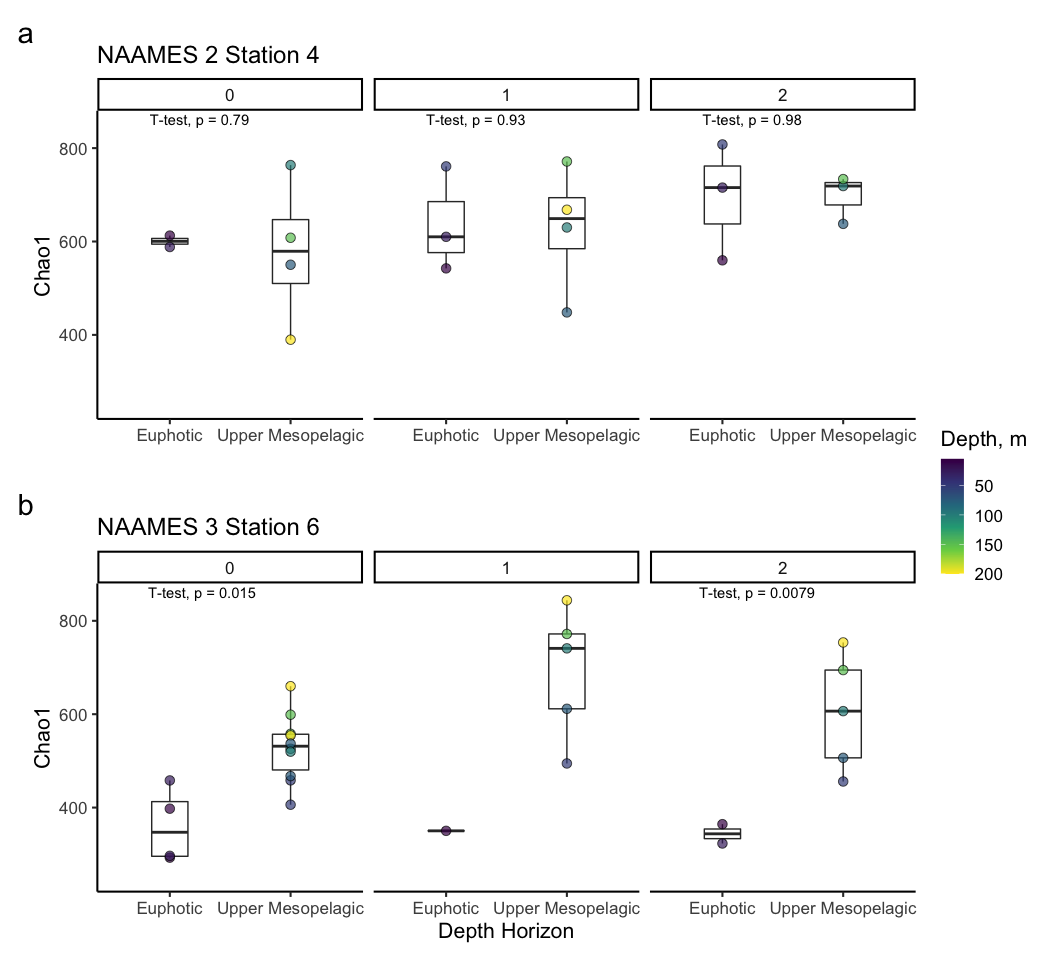 a
NAAMES 2 Station 4
0 1 2
T-test, p = 0.79 T-test, p = 0.93 T-test, p = 0.98
800
600
400
Chao1
Euphotic Upper Mesopelagic Euphotic Upper Mesopelagic Euphotic Upper Mesopelagic
Depth, m
50
100
150
200
b
NAAMES 3 Station 6
0 1 2
T-test, p = 0.015 T-test, p = 0.0079
800
600
400
Chao1
Euphotic Upper Mesopelagic Euphotic Upper Mesopelagic Euphotic Upper Mesopelagic
Depth Horizon